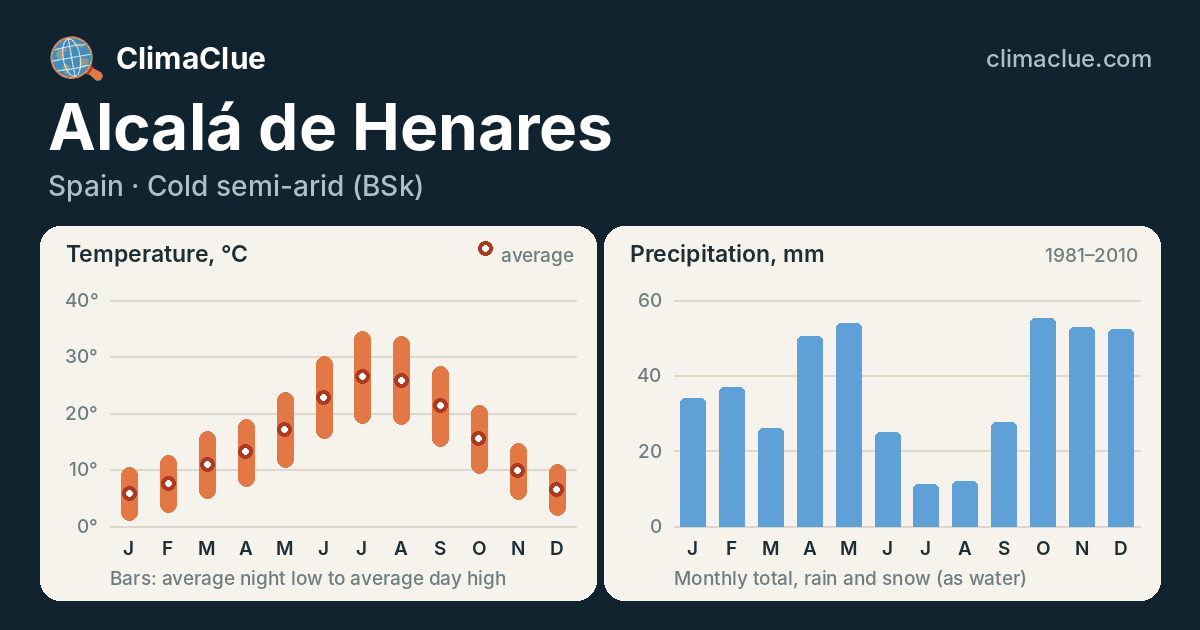 ClimaClue
climaclue.com
Alcalá de Henares
Spain · Cold semi-arid (BSk)
Temperature, °C
average
40°
30°
20°
10°
0°
J F M A M J J A S O N D
Bars: average night low to average day high
Precipitation, mm
1981–2010
60
40
20
0
J F M A M J J A S O N D
Monthly total, rain and snow (as water)